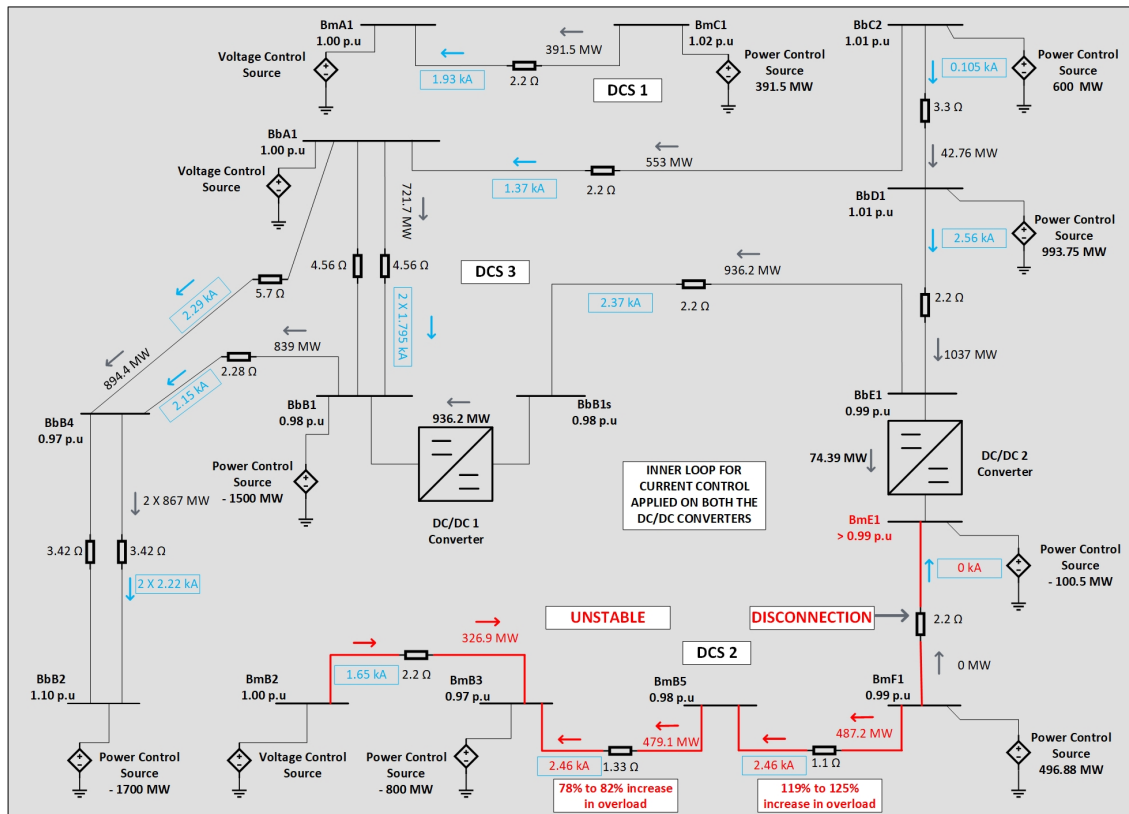 BmA1
1.00 p.u
Voltage Control
Source
1.93 kA
2.2 Ω
391.5 MW
BmC1
1.02 p.u
Power Control
Source
391.5 MW
DCS 1
BbC2
1.01 p.u
0.105 kA
Power Control
Source
600 MW
3.3 Ω
42.76 MW
BbA1
1.00 p.u
Voltage Control
Source
553 MW
1.37 kA
2.2 Ω
721.7 MW
BbD1
1.01 p.u
2.56 kA
Power Control
Source
993.75 MW
4.56 Ω
4.56 Ω
DCS 3
936.2 MW
2.37 kA
2.2 Ω
2.2 Ω
5.7 Ω
2.29 kA
894.4 MW
2 X 1.795 kA
839 MW
2.28 Ω
2.15 kA
1037 MW
BbB4
0.97 p.u
BbB1
0.98 p.u
936.2 MW
BbB1s
0.98 p.u
BbE1
0.99 p.u
74.39 MW
DC/DC 2
Converter
Power Control
Source
- 1500 MW
DC/DC 1
Converter
INNER LOOP FOR
CURRENT CONTROL
APPLIED ON BOTH THE
DC/DC CONVERTERS
2 X 867 MW
3.42 Ω
3.42 Ω
2 X 2.22 kA
BmE1
> 0.99 p.u
0 kA
Power Control
Source
- 100.5 MW
UNSTABLE
DISCONNECTION
2.2 Ω
326.9 MW
1.65 kA
2.2 Ω
DCS 2
0 MW
BbB2
1.10 p.u
BmB2
1.00 p.u
BmB3
0.97 p.u
BmB5
0.98 p.u
BmF1
0.99 p.u
479.1 MW
487.2 MW
2.46 kA
1.33 Ω
2.46 kA
1.1 Ω
Power Control
Source
- 1700 MW
Voltage Control
Source
Power Control
Source
- 800 MW
Power Control
Source
496.88 MW
78% to 82% increase
in overload
119% to 125%
increase in overload